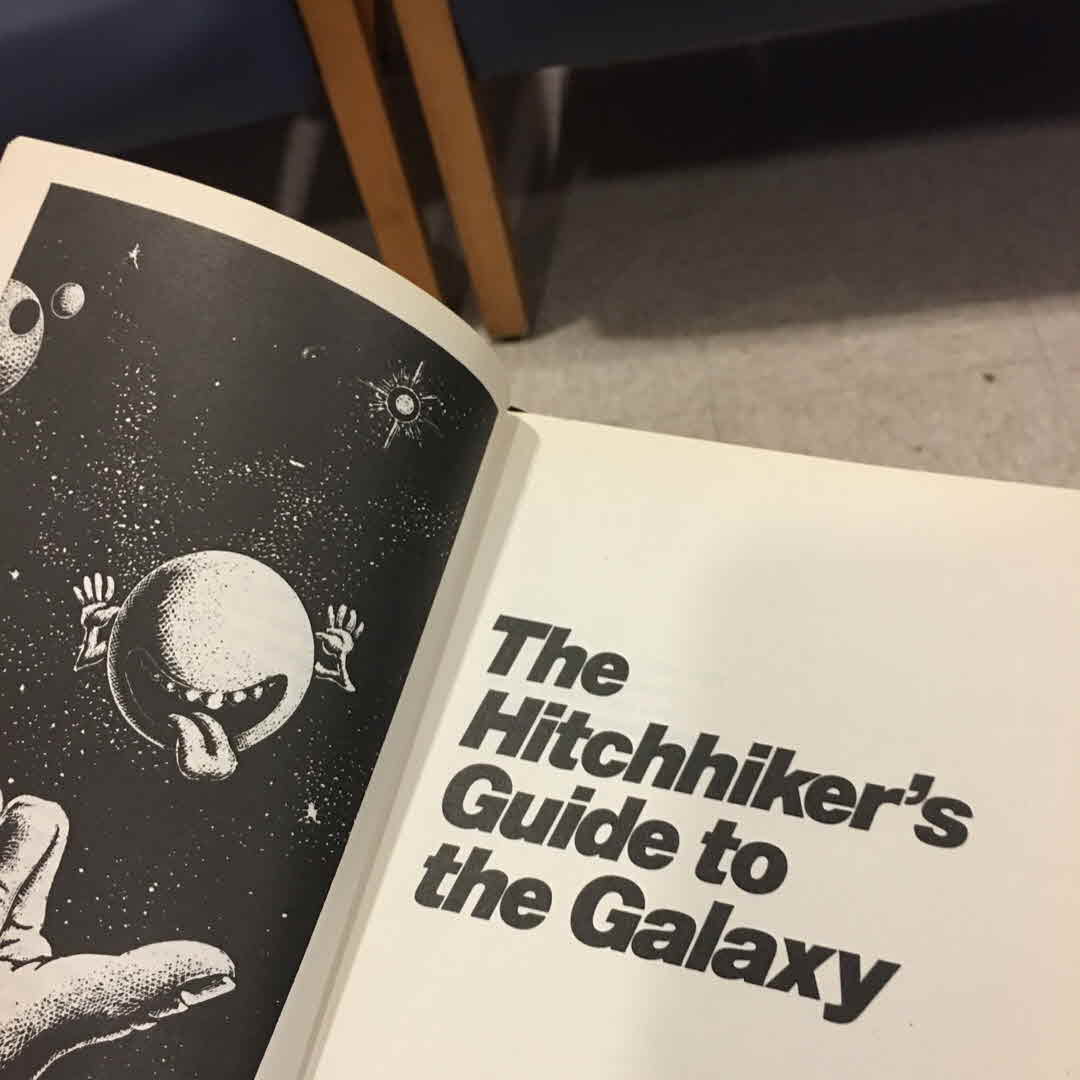 The
Hitchhiker’s
Guide to
the Galaxy